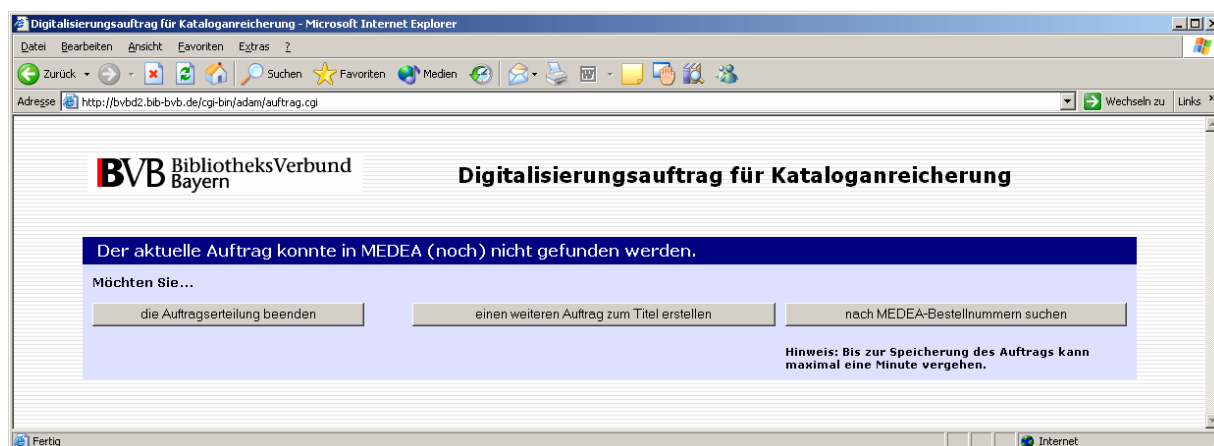 Digitalisierungsauftrag für Kataloganreicherung - Microsoft Internet Explorer
Datei Bearbeiten Ansicht Favoriten Extras ?
Zurück Suchen Favoriten Medien
Adresse http://bvbd2.bib-bvb.de/cgi-bin/adam/auftrag.cgi Wechseln zu Links »
BVB BibliotheksVerbund
Bayern
Digitalisierungsauftrag für Kataloganreicherung
Der aktuelle Auftrag konnte in MEDEA (noch) nicht gefunden werden.
Möchten Sie...
die Auftragserteilung beenden einen weiteren Auftrag zum Titel erstellen nach MEDEA-Bestellnummern suchen
Hinweis: Bis zur Speicherung des Auftrags kann
maximal eine Minute vergehen.
Fertig Internet